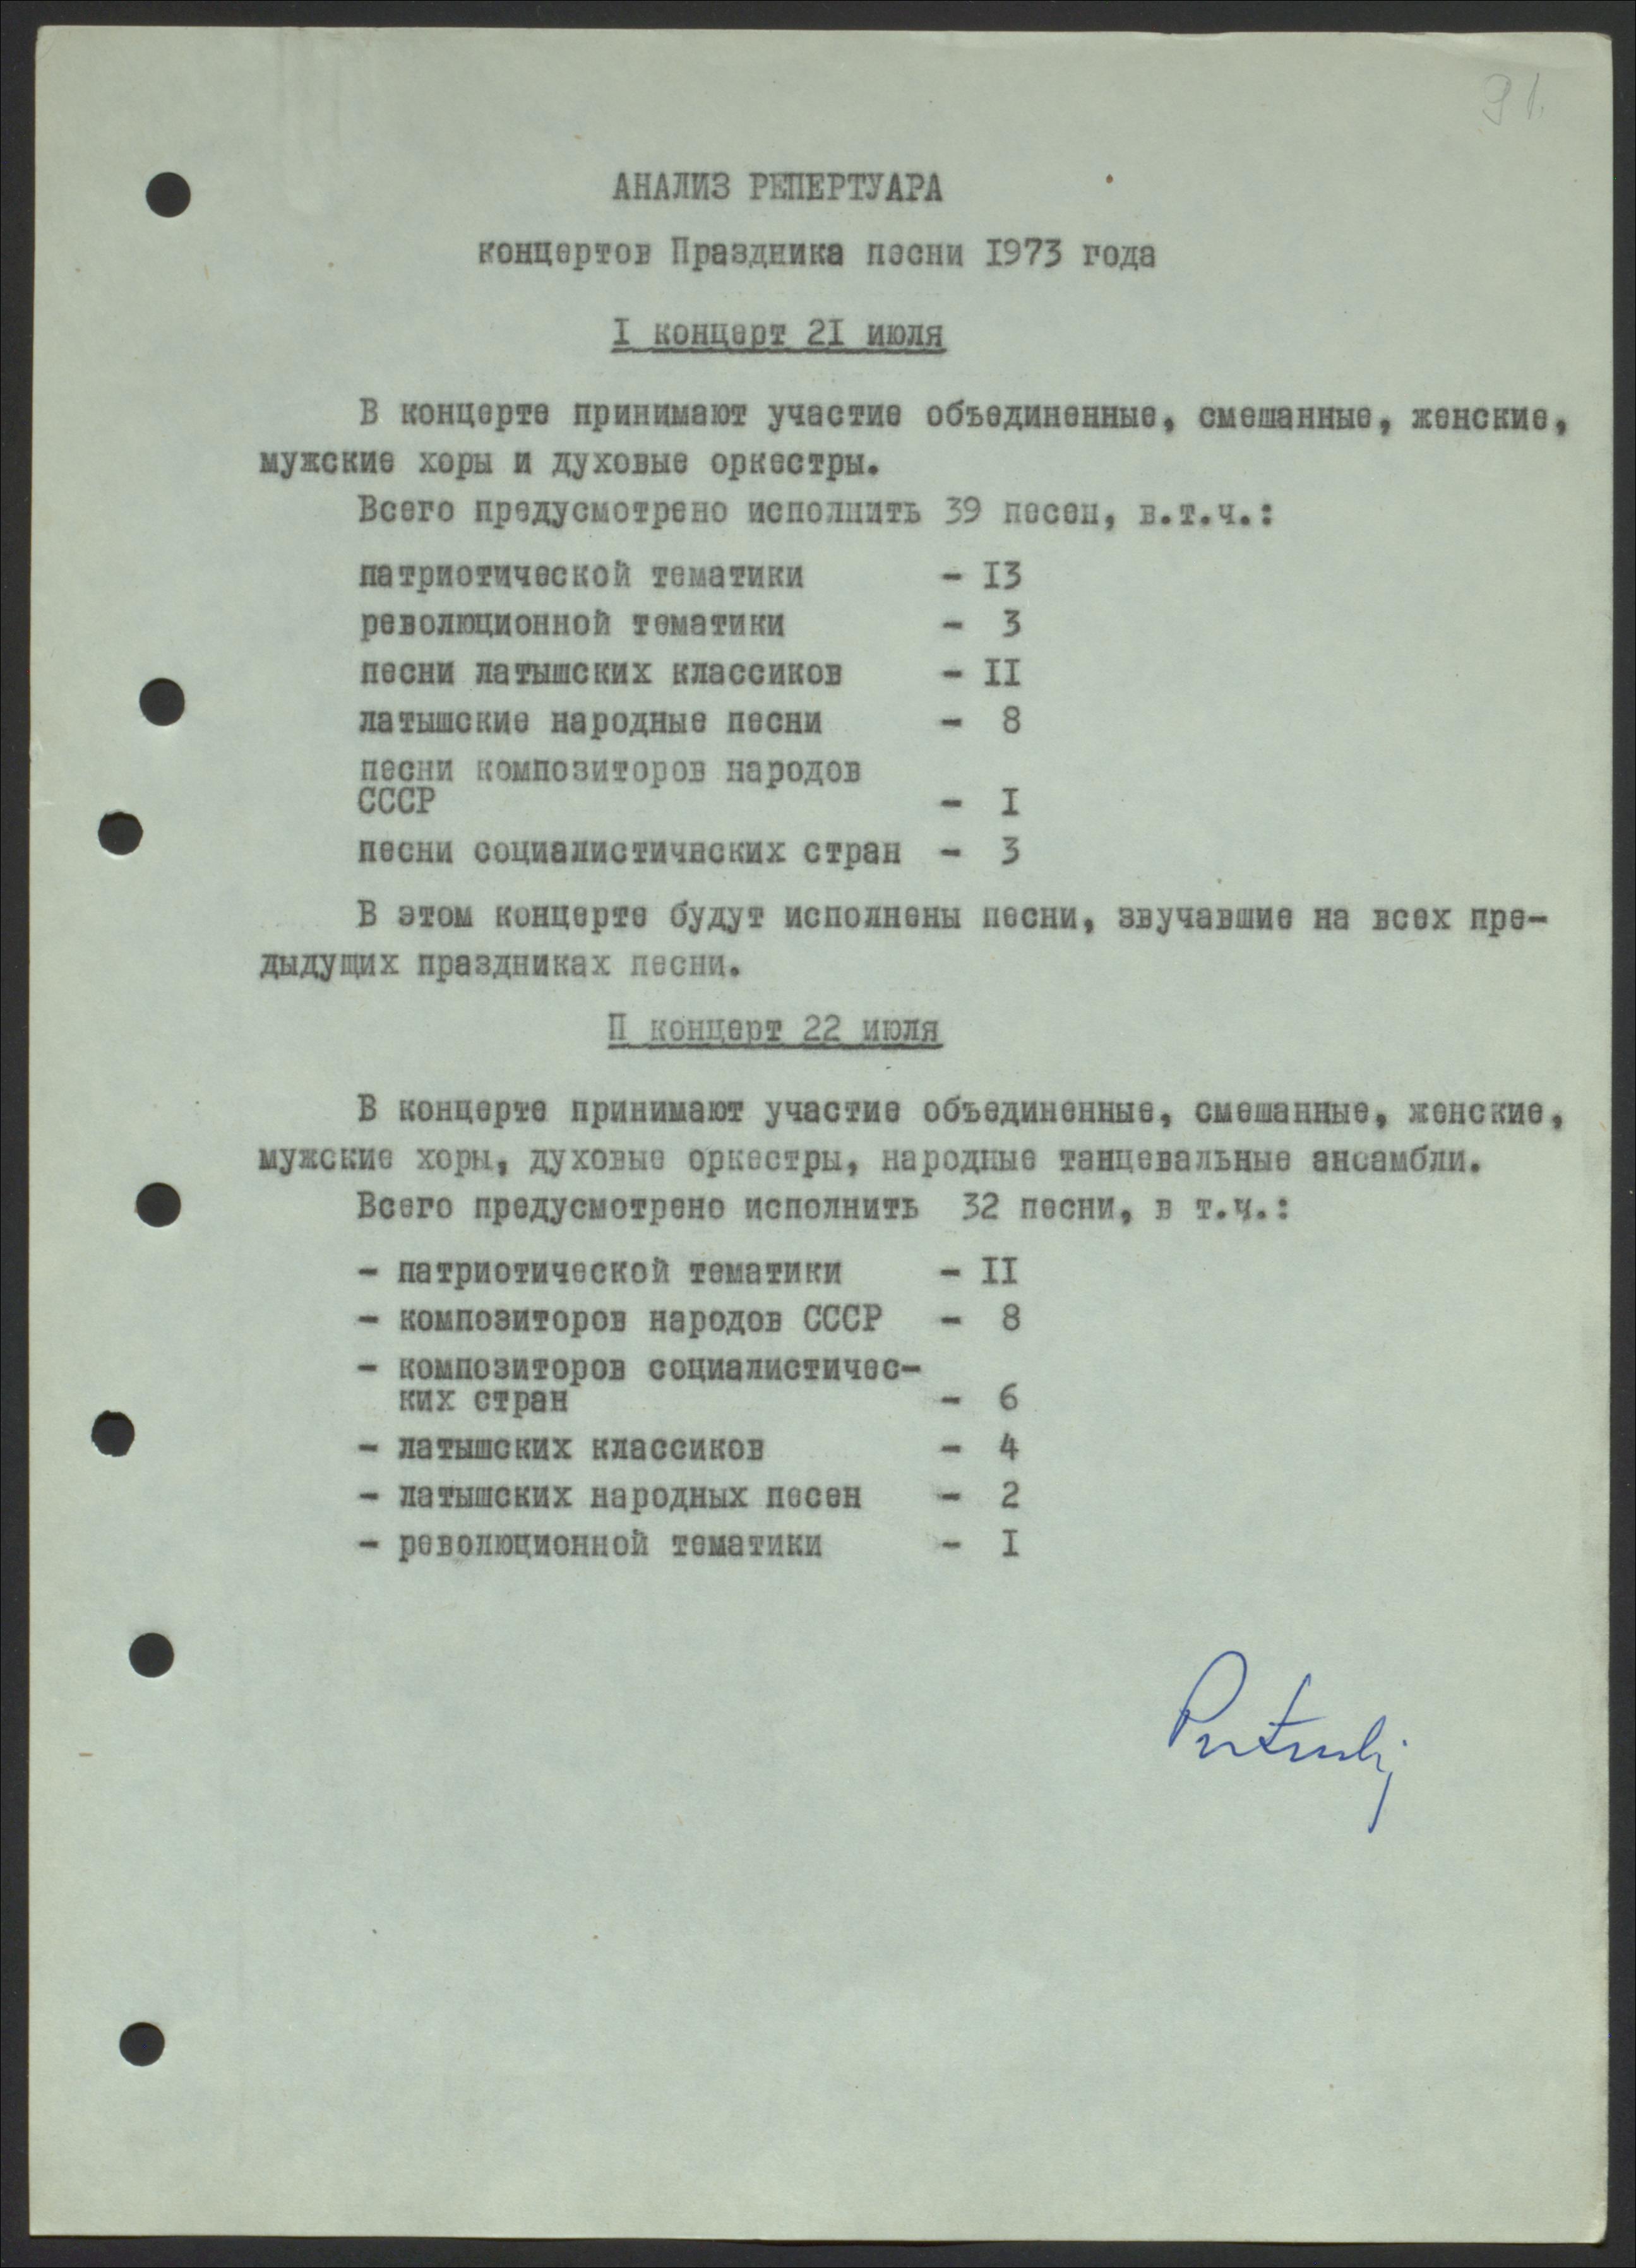 91.
АНАЛИЗ РЕПЕРТУАРА
концертов Праздника песни 1973 года
I концерт 21 июля
В концерте принимают участие объединенные, смешанные, женские,
мужские хоры и духовые оркестры.
Всего предусмотрено исполнить 39 песен, в.т.ч.:
патриотической тематики - 13
революционной тематики - 3
песни латышских классиков - 11
латышские народные песни - 8
песни композиторов народов
СССР - 1
песни социалистичнских стран - 3
В этом концерте будут исполнены песни, звучавшие на всех пре-
дыдущих праздниках песни.
П концерт 22 июля
В концерте принимают участие объединенные, смешанные, женские,
мужские хоры, духовые оркестры, народные танцевальные ансамбли.
Всего предусмотрено исполнить 32 песни, в т.ч.:
- патриотической тематики - 11
- композиторов народов СССР - 8
- композиторов социалистичес-
ких стран - 6
- латышских классиков - 4
- латышских народных песен - 2
- революционной тематики - 1